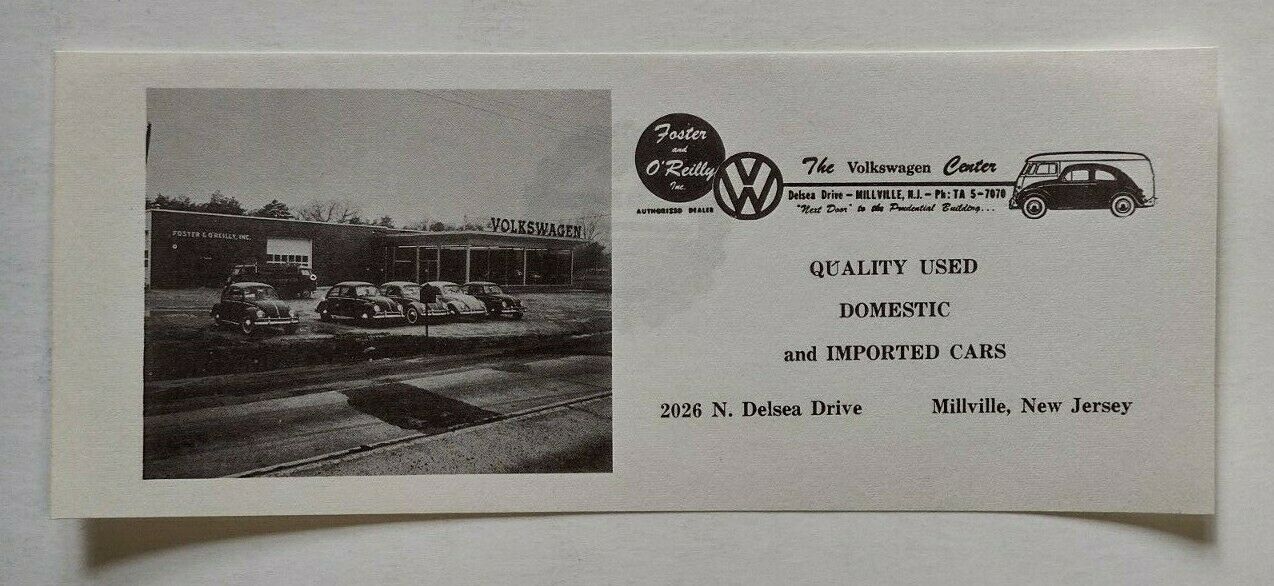 FOSTER & O'REILLY, INC.
VOLKSWAGEN
Foster
and
O'Reilly
Inc.
AUTHORIZED DEALER
VW
The Volkswagen Center
Delsea Drive - MILLVILLE, N.J. - Ph: TA 5-7070
"Next Door" to the Prudential Building...
QUALITY USED
DOMESTIC
and IMPORTED CARS
2026 N. Delsea Drive Millville, New Jersey